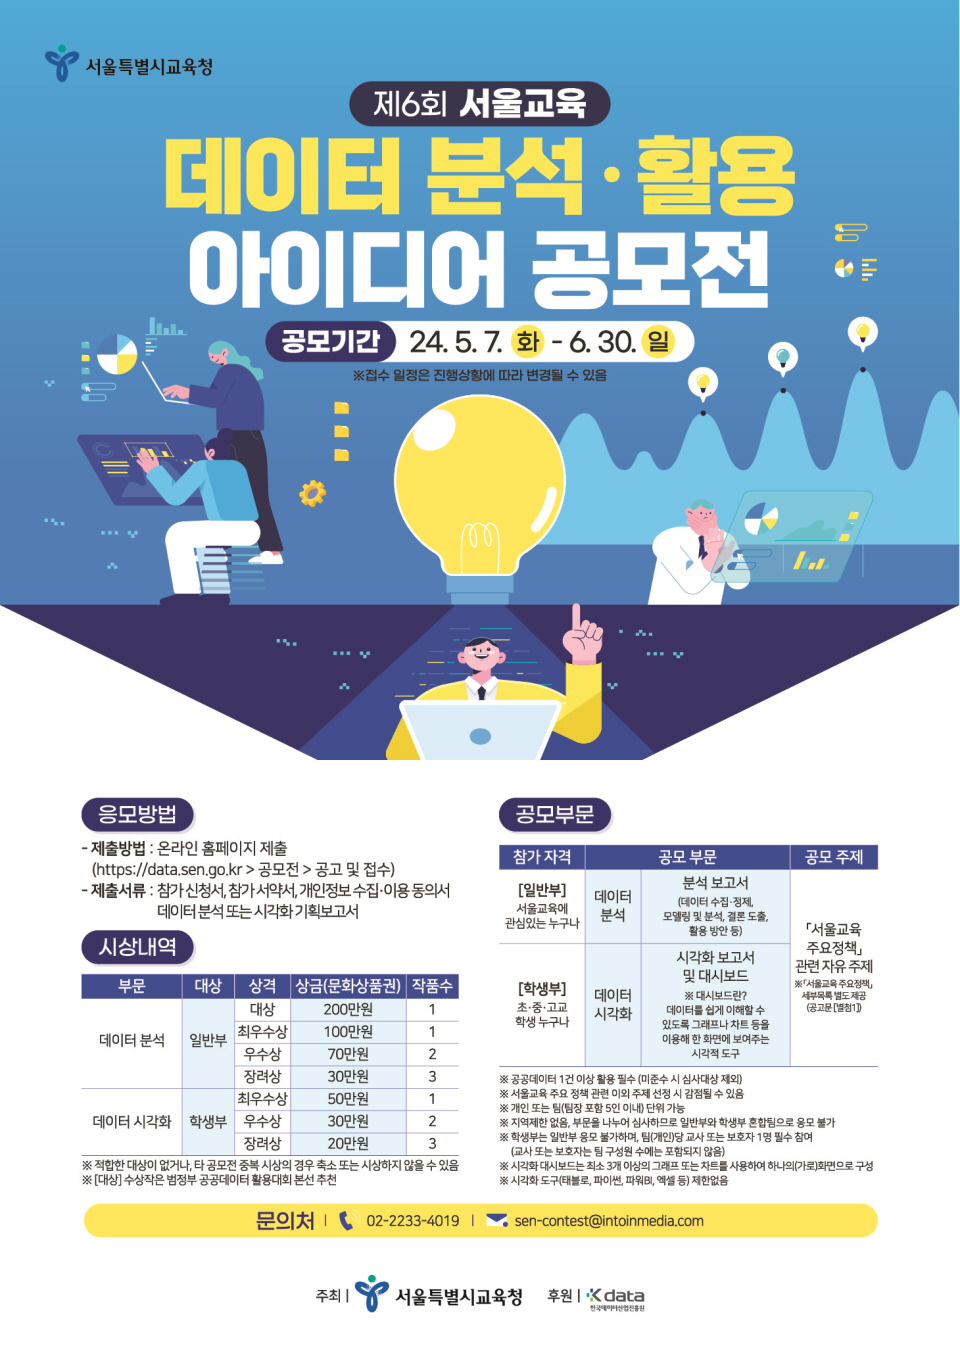 서울특별시교육청
제6회 서울교육
데이터 분석·활용
아이디어 공모전
공모기간 24. 5. 7. 화 - 6. 30. 일
※접수 일정은 진행상황에 따라 변경될 수 있음
응모방법
- 제출방법 : 온라인 홈페이지 제출
(https://data.sen.go.kr > 공모전 > 공고 및 접수)
- 제출서류 : 참가 신청서, 참가 서약서, 개인정보 수집·이용 동의서
데이터 분석 또는 시각화 기획보고서
시상내역
부문 대상 상격 상금(문화상품권) 작품수
데이터 분석 일반부 대상 200만원 1
최우수상 100만원 1
우수상 70만원 2
장려상 30만원 3
데이터 시각화 학생부 최우수상 50만원 1
우수상 30만원 2
장려상 20만원 3
※ 적합한 대상이 없거나, 타 공모전 중복 시상의 경우 축소 또는 시상하지 않을 수 있음
※ [대상] 수상작은 범정부 공공데이터 활용대회 본선 추천
공모부문
참가 자격 공모 부문 공모 주제
[일반부]
서울교육에
관심있는 누구나
데이터
분석
분석 보고서
(데이터 수집·정제,
모델링 및 분석, 결론 도출,
활용 방안 등)
[학생부]
초·중·고교
학생 누구나
데이터
시각화
시각화 보고서
및 대시보드
※ 대시보드란?
데이터를 쉽게 이해할 수
있도록 그래프나 차트 등을
이용해 한 화면에 보여주는
시각적 도구
「서울교육
주요정책」
관련 자유 주제
※「서울교육 주요정책」
세부목록 별도 제공
(공고문 [별첨1])
※ 공공데이터 1건 이상 활용 필수 (미준수 시 심사대상 제외)
※ 서울교육 주요 정책 관련 이외 주제 선정 시 감점될 수 있음
※ 개인 또는 팀(팀장 포함 5인 이내) 단위 가능
※ 지역제한 없음, 부문을 나누어 심사하므로 일반부와 학생부 혼합팀으로 응모 불가
※ 학생부는 일반부 응모 불가하며, 팀(개인)당 교사 또는 보호자 1명 필수 참여
(교사 또는 보호자는 팀 구성원 수에는 포함되지 않음)
※ 시각화 대시보드는 최소 3개 이상의 그래프 또는 차트를 사용하여 하나의(가로)화면으로 구성
※ 시각화 도구(태블로, 파이썬, 파워BI, 엑셀 등) 제한없음
문의처 | 02-2233-4019 | sen-contest@intoinmedia.com
주최 | 서울특별시교육청 후원 | Kdata
한국데이터산업진흥원